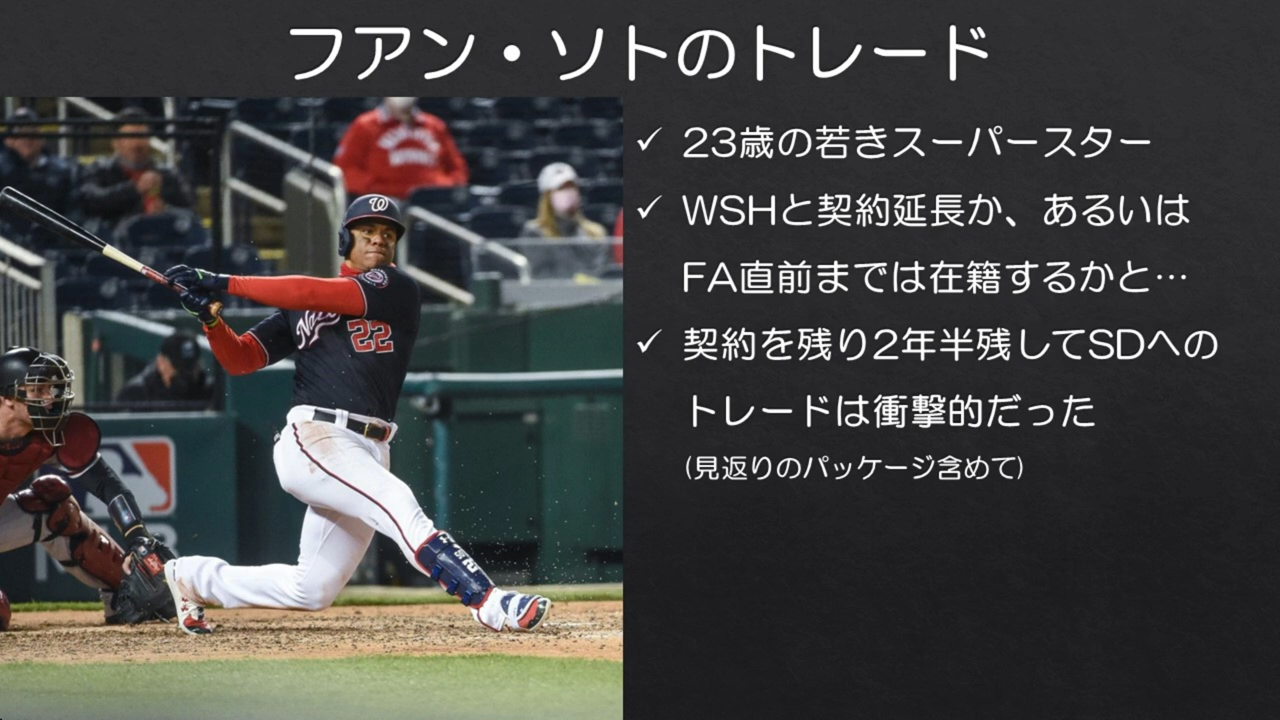 フアン・ソトのトレード
✓ 23歳の若きスーパースター
✓ WSHと契約延長か、あるいは
FA直前までは在籍するかと…
✓ 契約を残り2年半残してSDへの
トレードは衝撃的だった
(見返りのパッケージ含めて)
W
22